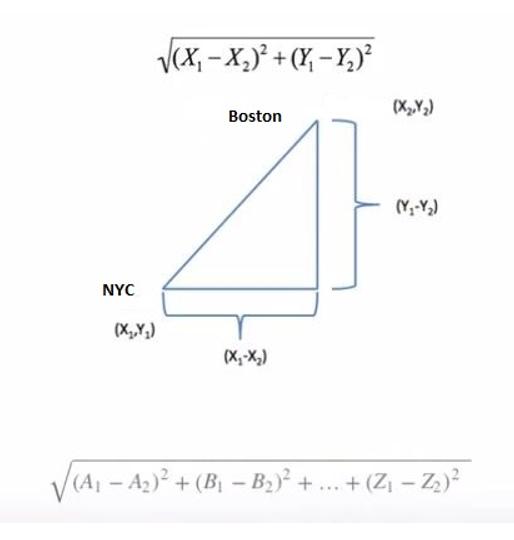 √(X₁ – X₂)² + (Y₁ – Y₂)²
(X₂,Y₂)
Boston
(Y₁-Y₂)
NYC
(X₁,Y₁)
(X₁-X₂)
√(A₁ – A₂)² + (B₁ – B₂)² + … + (Z₁ – Z₂)²